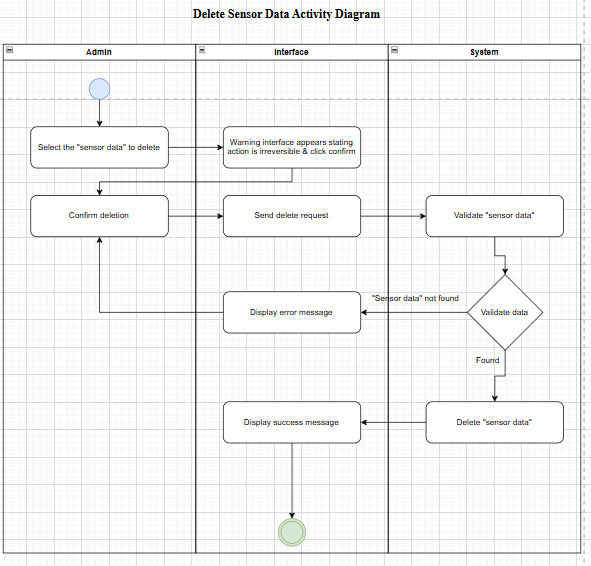 Delete Sensor Data Activity Diagram
Admin
Interface
System
Select the "sensor data" to delete
Warning interface appears stating
action is irreversible & click confirm
Confirm deletion
Send delete request
Validate "sensor data"
"Sensor data" not found
Display error message
Validate data
Found
Display success message
Delete "sensor data"